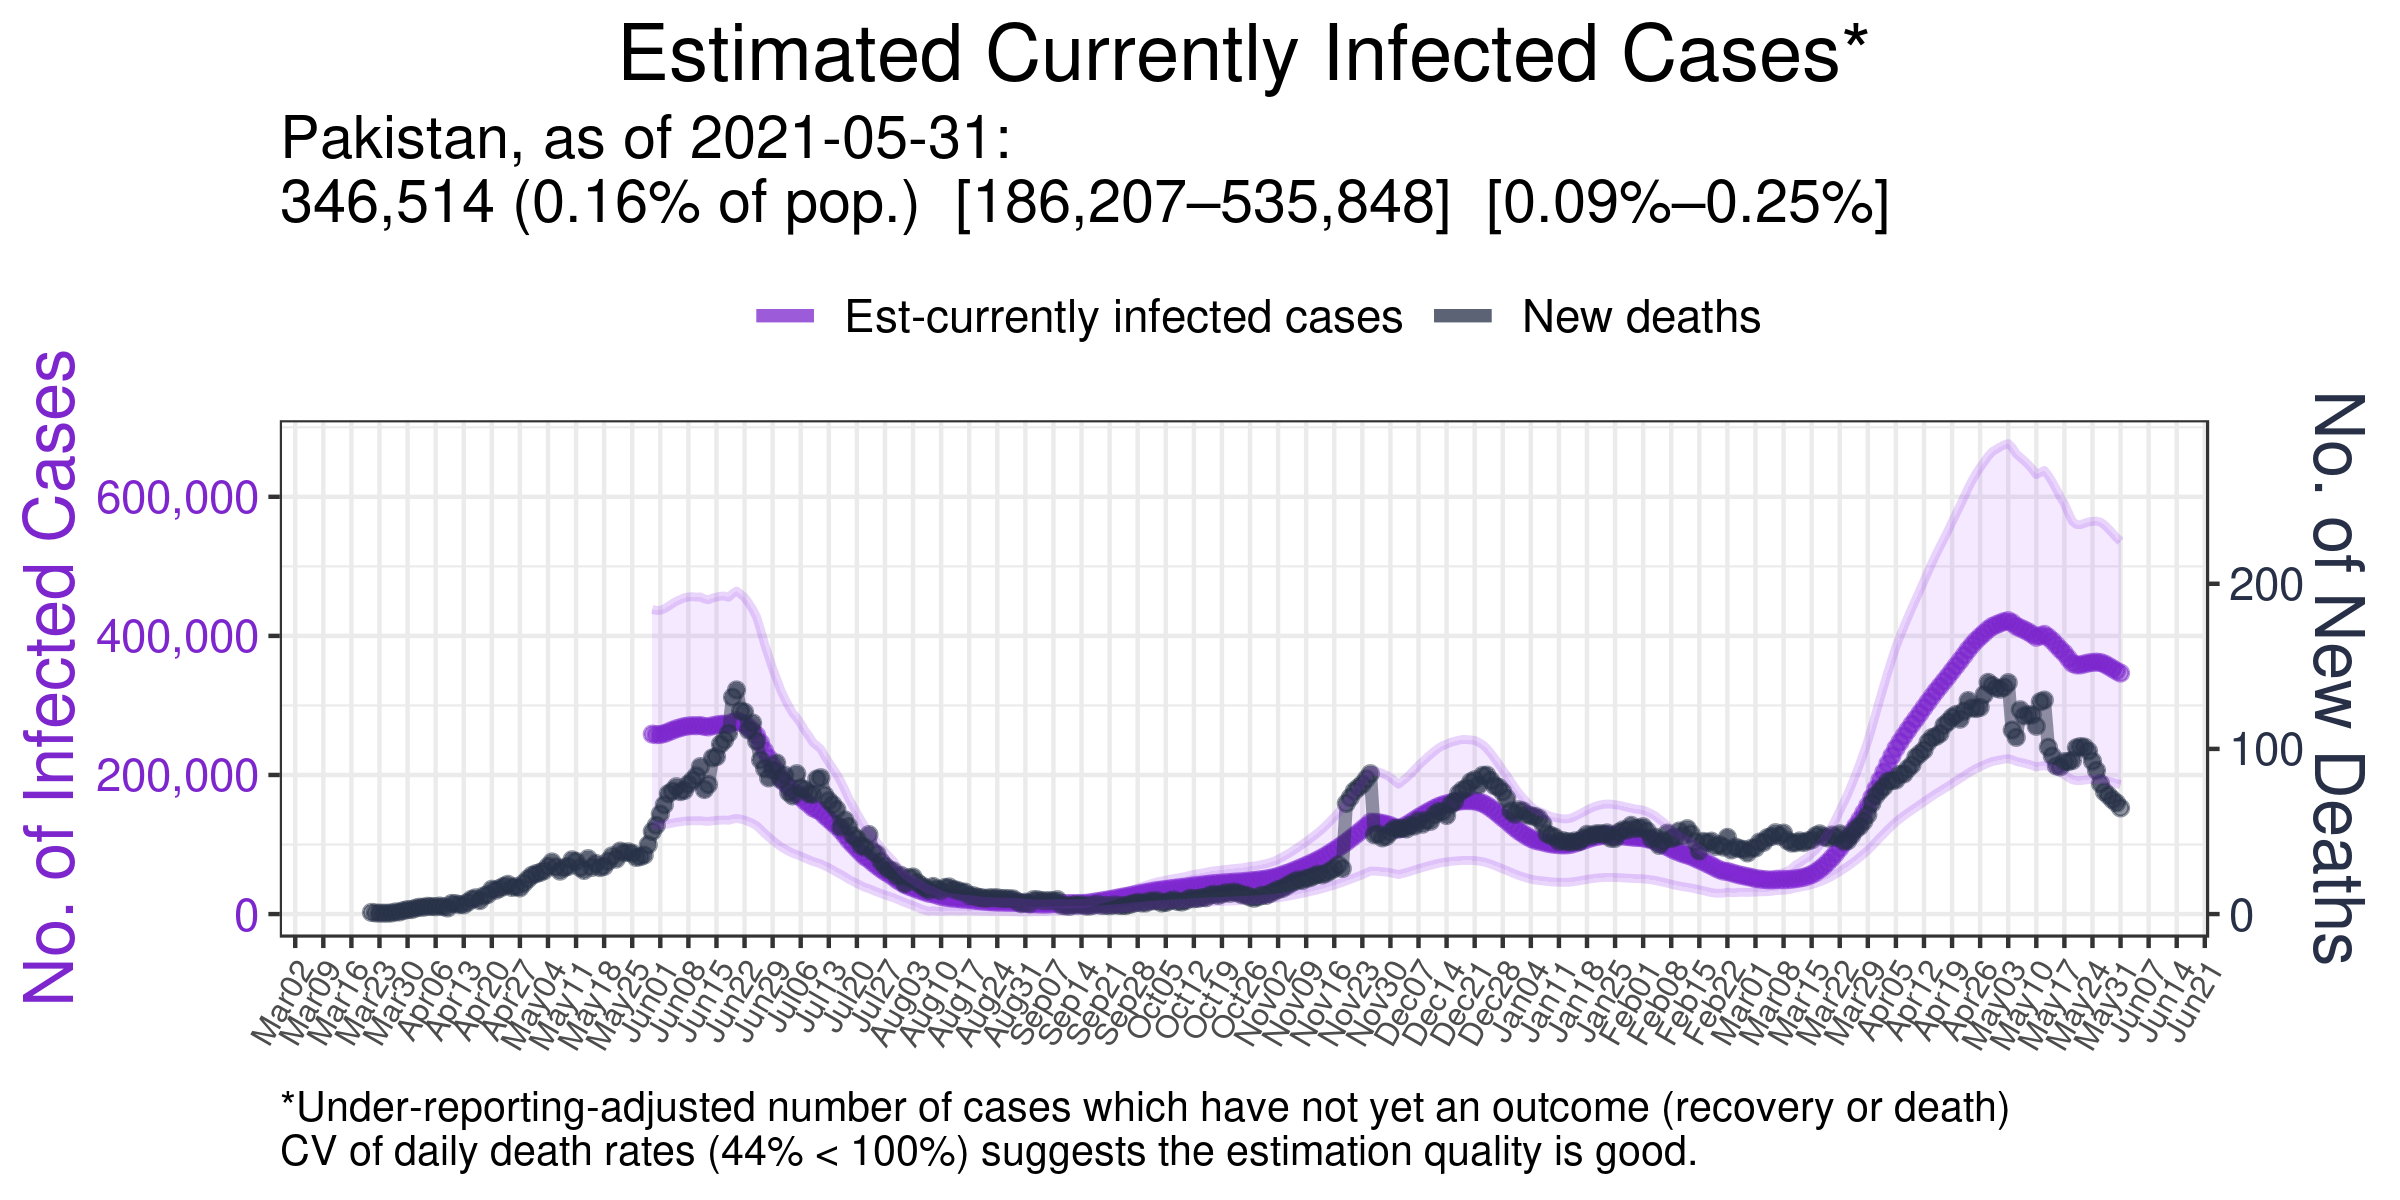 Estimated Currently Infected Cases*
Pakistan, as of 2021-05-31:
346,514 (0.16% of pop.)  [186,207–535,848]  [0.09%–0.25%]
Est-currently infected cases
New deaths
No. of Infected Cases
600,000
400,000
200,000
0
200
100
0
No. of New Deaths
Mar02
Mar09
Mar16
Mar23
Mar30
Apr06
Apr13
Apr20
Apr27
May04
May11
May18
May25
Jun01
Jun08
Jun15
Jun22
Jun29
Jul06
Jul13
Jul20
Jul27
Aug03
Aug10
Aug17
Aug24
Aug31
Sep07
Sep14
Sep21
Sep28
Oct05
Oct12
Oct19
Oct26
Nov02
Nov09
Nov16
Nov23
Nov30
Dec07
Dec14
Dec21
Dec28
Jan04
Jan11
Jan18
Jan25
Feb01
Feb08
Feb15
Feb22
Mar01
Mar08
Mar15
Mar22
Mar29
Apr05
Apr12
Apr19
Apr26
May03
May10
May17
May24
May31
Jun07
Jun14
Jun21
*Under-reporting-adjusted number of cases which have not yet an outcome (recovery or death)
CV of daily death rates (44% < 100%) suggests the estimation quality is good.